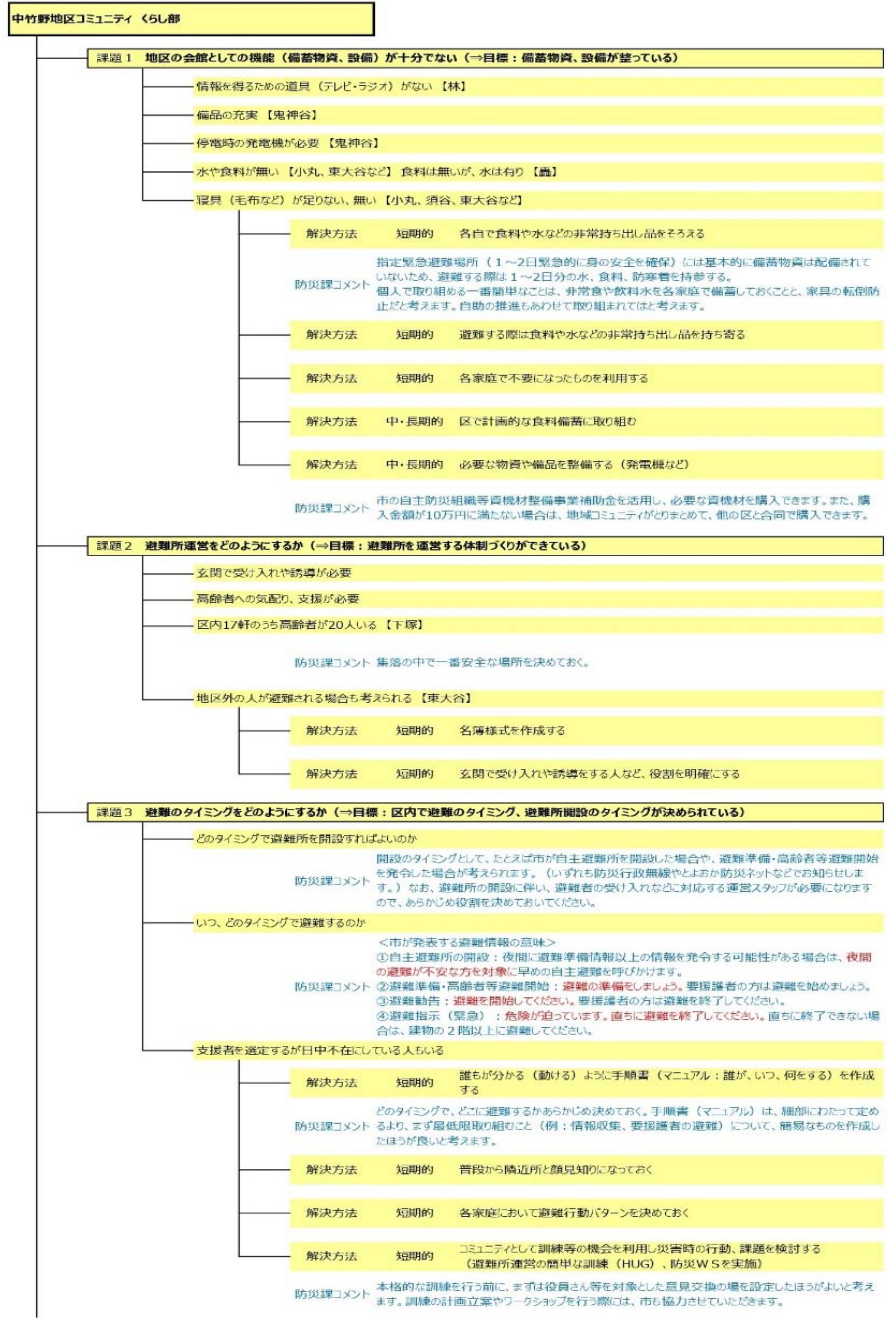 中竹野地区コミュニティ くらし部
課題1 地区の会館としての機能（備蓄物資、設備）が十分でない（⇒目標：備蓄物資、設備が整っている）
情報を得るための道具（テレビ・ラジオ）がない【林】
備品の充実【鬼神谷】
停電時の発電機が必要【鬼神谷】
水や食料が無い【小丸、東大谷など】食料は無いが、水は有り【轟】
寝具（毛布など）が足りない、無い【小丸、須谷、東大谷など】
解決方法 短期的 各自で食料や水などの非常持ち出し品をそろえる
指定緊急避難場所（1～2日緊急的に身の安全を確保）には基本的に備蓄物資は配備されて
いないため、避難する際は1～2日分の水、食料、防寒着を持参する。
防災課コメント
個人で取り組める一番簡単なことは、非常食や飲料水を各家庭で備蓄しておくことと、家具の転倒防
止だと考えます。自助の推進もあわせて取り組まれてはと考えます。
解決方法 短期的 避難する際は食料や水などの非常持ち出し品を持ち寄る
解決方法 短期的 各家庭で不要になったものを利用する
解決方法 中・長期的 区で計画的な食料備蓄に取り組む
解決方法 中・長期的 必要な物資や備品を整備する（発電機など）
防災課コメント 市の自主防災組織等資機材整備事業補助金を活用し、必要な資機材を購入できます。また、購
入金額が10万円に満たない場合は、地域コミュニティがとりまとめて、他の区と合同で購入できます。
課題2 避難所運営をどのようにするか（⇒目標：避難所を運営する体制づくりができている）
玄関で受け入れや誘導が必要
高齢者への気配り、支援が必要
区内17軒のうち高齢者が20人いる【下塚】
防災課コメント 集落の中で一番安全な場所を決めておく。
地区外の人が避難される場合も考えられる【東大谷】
解決方法 短期的 名簿様式を作成する
解決方法 短期的 玄関で受け入れや誘導をする人など、役割を明確にする
課題3 避難のタイミングをどのようにするか（⇒目標：区内で避難のタイミング、避難所開設のタイミングが決められている）
どのタイミングで避難所を開設すればよいのか
開設のタイミングとして、たとえば市が自主避難所を開設した場合や、避難準備・高齢者等避難開始
を発令した場合が考えられます。（いずれも防災行政無線やとよおか防災ネットなどでお知らせしま
防災課コメント
す。）なお、避難所の開設に伴い、避難者の受け入れなどに対応する運営スタッフが必要になります
ので、あらかじめ役割を決めておいてください。
いつ、どのタイミングで避難するのか
＜市が発表する避難情報の意味＞
①自主避難所の開設：夜間に避難準備情報以上の情報を発令する可能性がある場合は、夜間
の避難が不安な方を対象に早めの自主避難を呼びかけます。
防災課コメント ②避難準備・高齢者等避難開始：避難の準備をしましょう。要援護者の方は避難を始めましょう。
③避難勧告：避難を開始してください。要援護者の方は避難を終了してください。
④避難指示（緊急）：危険が迫っています。直ちに避難を終了してください。直ちに終了できない場
合は、建物の2階以上に避難してください。
支援者を選定するが日中不在にしている人もいる
解決方法 短期的 誰もが分かる（動ける）ように手順書（マニュアル：誰が、いつ、何をする）を作成
する
どのタイミングで、どこに避難するかあらかじめ決めておく。手順書（マニュアル）は、細部にわたって定め
防災課コメント るより、まず最低限取り組むこと（例：情報収集、要援護者の避難）について、簡易なものを作成し
たほうが良いと考えます。
解決方法 短期的 普段から隣近所と顔見知りになっておく
解決方法 短期的 各家庭において避難行動パターンを決めておく
解決方法 短期的 コミュニティとして訓練等の機会を利用し災害時の行動、課題を検討する
（避難所運営の簡単な訓練（HUG）、防災WSを実施）
防災課コメント 本格的な訓練を行う前に、まずは役員さん等を対象とした意見交換の場を設定したほうがよいと考え
ます。訓練の計画立案やワークショップを行う際には、市も協力させていただきます。